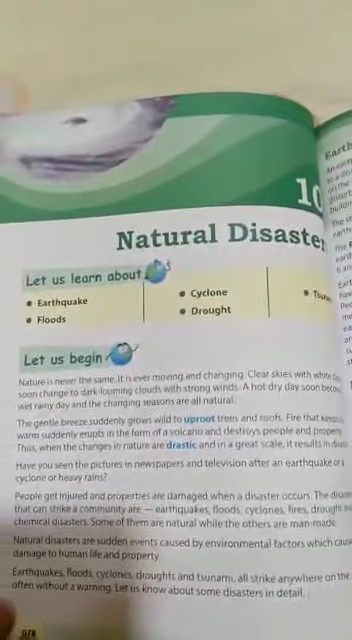 10
Natural Disaste
Let us learn about
Earthquake
Cyclone
Floods
Drought
Let us begin
Nature is never the same. It is ever moving and changing. Clear skies with white
soon change to dark looming clouds with strong winds. A hot dry day soon
wet rainy day and the changing seasons are all natural.
The gentle breeze suddenly grows wild to uproot trees and roofs. Fire that
warm suddenly erupts in the form of a volcano and destroys people and
Thus, when the changes in nature are drastic and in a great scale, it results in
Have you seen the pictures in newspapers and television after an earthquake or
cyclone or heavy rains?
People get injured and properties are damaged when a disaster occurs. The
that can strike a community are — earthquakes, floods, cyclones, fires, drought
chemical disasters. Some of them are natural while the others are man-made.
Natural disasters are sudden events caused by environmental factors which
damage to human life and property.
Earthquakes, floods, cyclones, droughts and tsunami, all strike anywhere on the
often without a warning. Let us know about some disasters in detail.
078